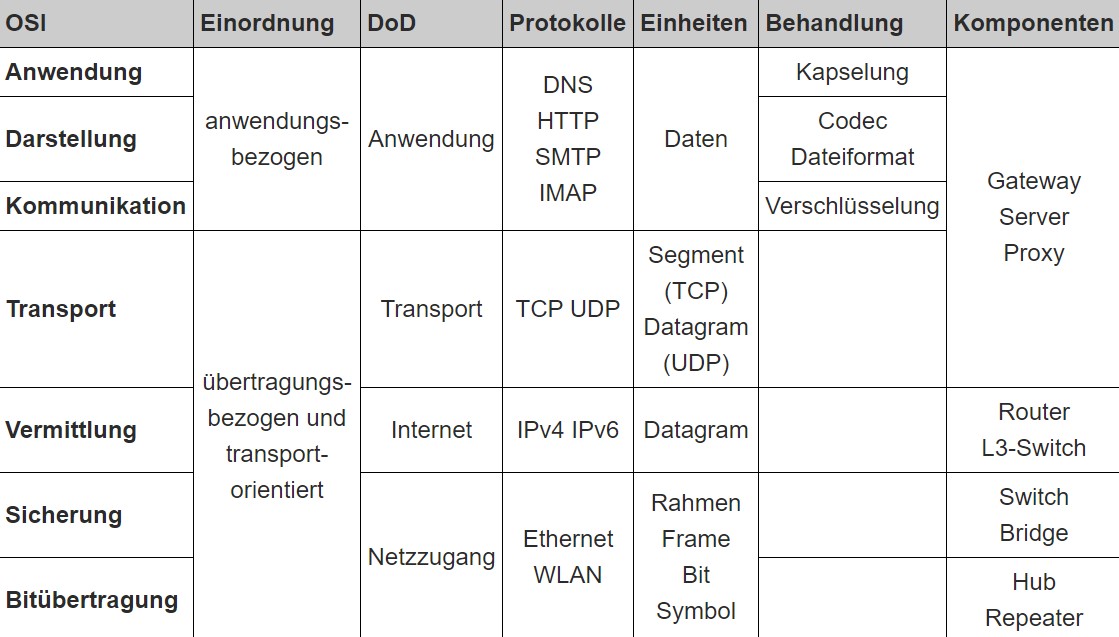 OSI Einordnung DoD Protokolle Einheiten Behandlung Komponenten
Anwendung
anwendungs-
bezogen
Anwendung
DNS
HTTP
SMTP
IMAP
Daten
Kapselung
Gateway
Server
Proxy
Darstellung
Codec
Dateiformat
Kommunikation
Verschlüsselung
Transport
übertragungs-
bezogen und
transport-
orientiert
Transport
TCP UDP
Segment
(TCP)
Datagram
(UDP)
Vermittlung
Internet
IPv4 IPv6
Datagram
Router
L3-Switch
Sicherung
Netzzugang
Ethernet
WLAN
Rahmen
Frame
Bit
Symbol
Switch
Bridge
Bitübertragung
Hub
Repeater